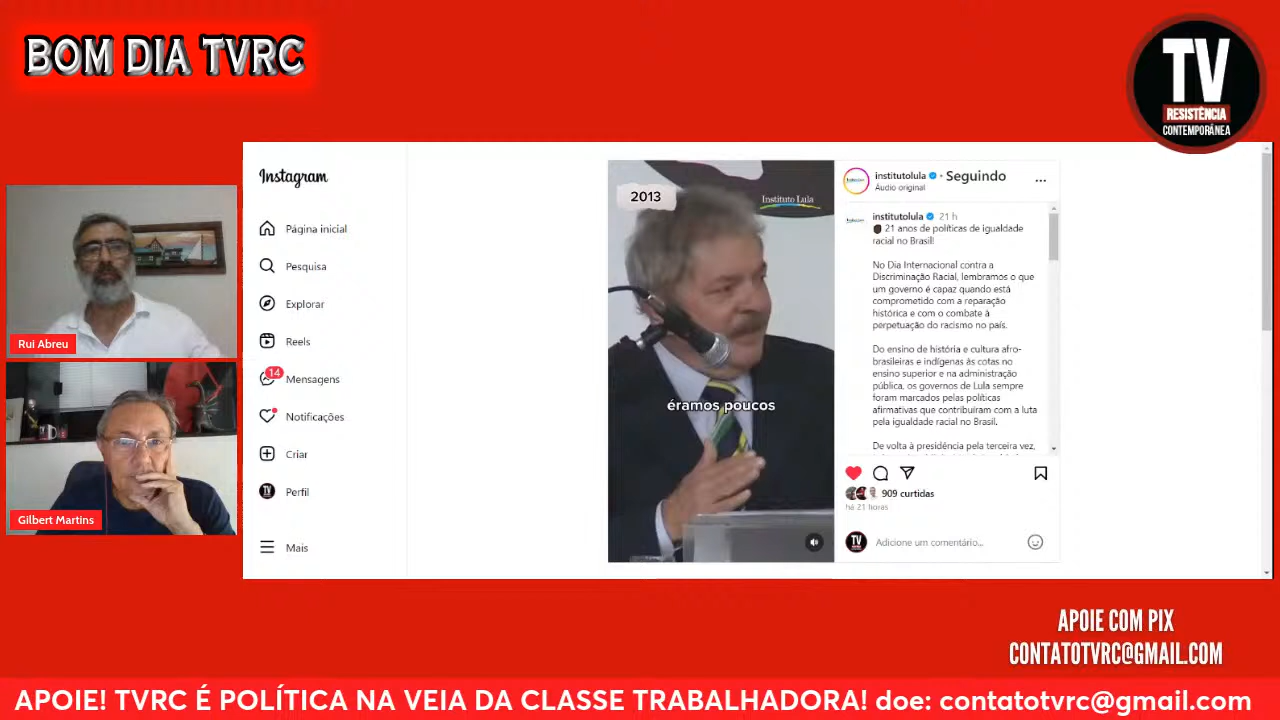 BOM DIA TVRC
TV
RESISTÊNCIA
CONTEMPORÂNEA
Rui Abreu
Gilbert Martins
Instagram
Página inicial
Pesquisa
Explorar
Reels
14
Mensagens
Notificações
Criar
TV
Perfil
Mais
2013
Instituto Lula
éramos poucos
institutolula • Seguindo
Áudio original
institutolula 21 h
21 anos de políticas de igualdade
racial no Brasil!
No Dia Internacional contra a
Discriminação Racial, lembramos o que
um governo é capaz quando está
comprometido com a reparação
histórica e com o combate à
perpetuação do racismo no país.
Do ensino de história e cultura afro-
brasileiras e indígenas às cotas no
ensino superior e na administração
pública, os governos de Lula sempre
foram marcados pelas políticas
afirmativas que contribuíram com a luta
pela igualdade racial no Brasil.
De volta à presidência pela terceira vez,
909 curtidas
há 21 horas
TV
Adicione um comentário...
APOIE COM PIX
CONTATOTVRC@GMAIL.COM
APOIE! TVRC É POLÍTICA NA VEIA DA CLASSE TRABALHADORA! doe: contatotvrc@gmail.com